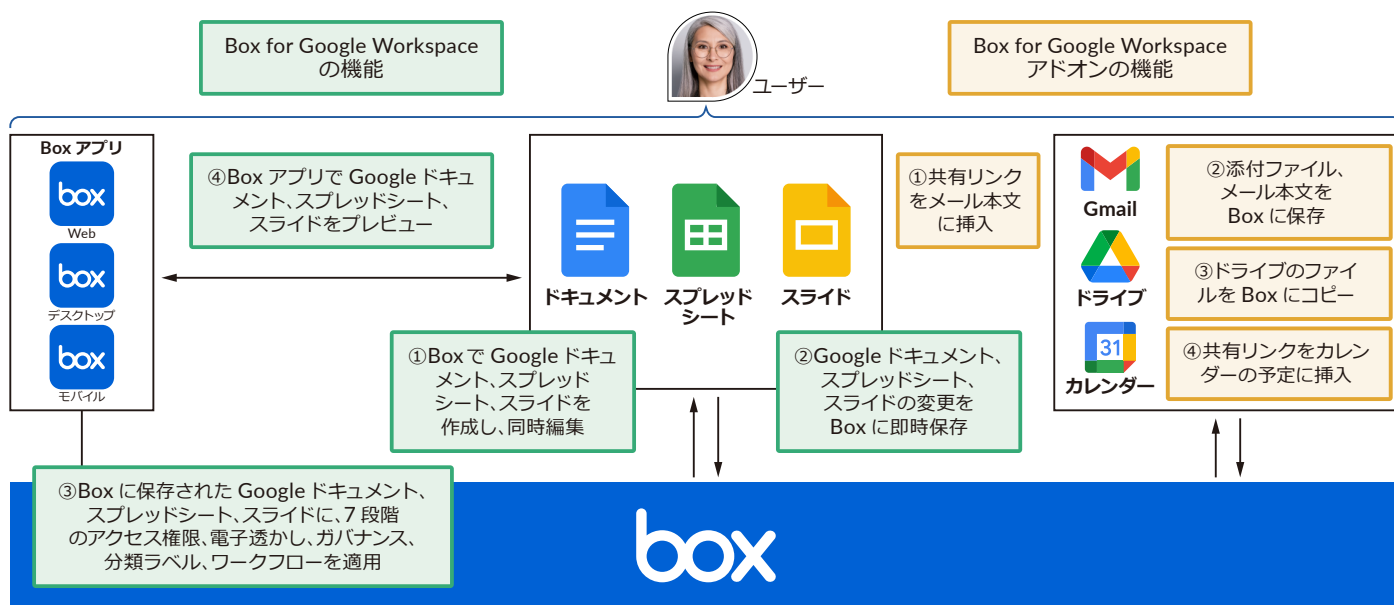 Box for Google Workspace
の機能
ユーザー
Box for Google Workspace
アドオンの機能
Box アプリ
box
Web
box
デスクトップ
box
モバイル
④Box アプリで Google ドキュ
メント、スプレッドシート、
スライドをプレビュー
ドキュメント
スプレッド
シート
スライド
①共有リンク
をメール本文
に挿入
Gmail
ドライブ
31
カレンダー
②添付ファイル、
メール本文を
Box に保存
③ドライブのファイ
ルを Box にコピー
④共有リンクをカレン
ダーの予定に挿入
①Boxで Google ドキュ
メント、スプレッド
シート、スライドを
作成し、同時編集
②Google ドキュメント、
スプレッドシート、
スライドの変更を
Box に即時保存
③Box に保存された Google ドキュメント、
スプレッドシート、スライドに、7 段階
のアクセス権限、電子透かし、ガバナンス、
分類ラベル、ワークフローを適用
box